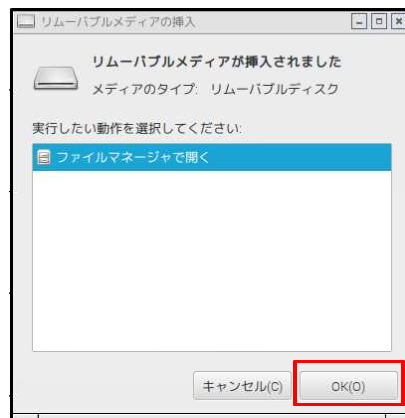 リムーバブルメディアの挿入
リムーバブルメディアが挿入されました
メディアのタイプ: リムーバブルディスク
実行したい動作を選択してください:
ファイルマネージャで開く
キャンセル(C)
OK(O)